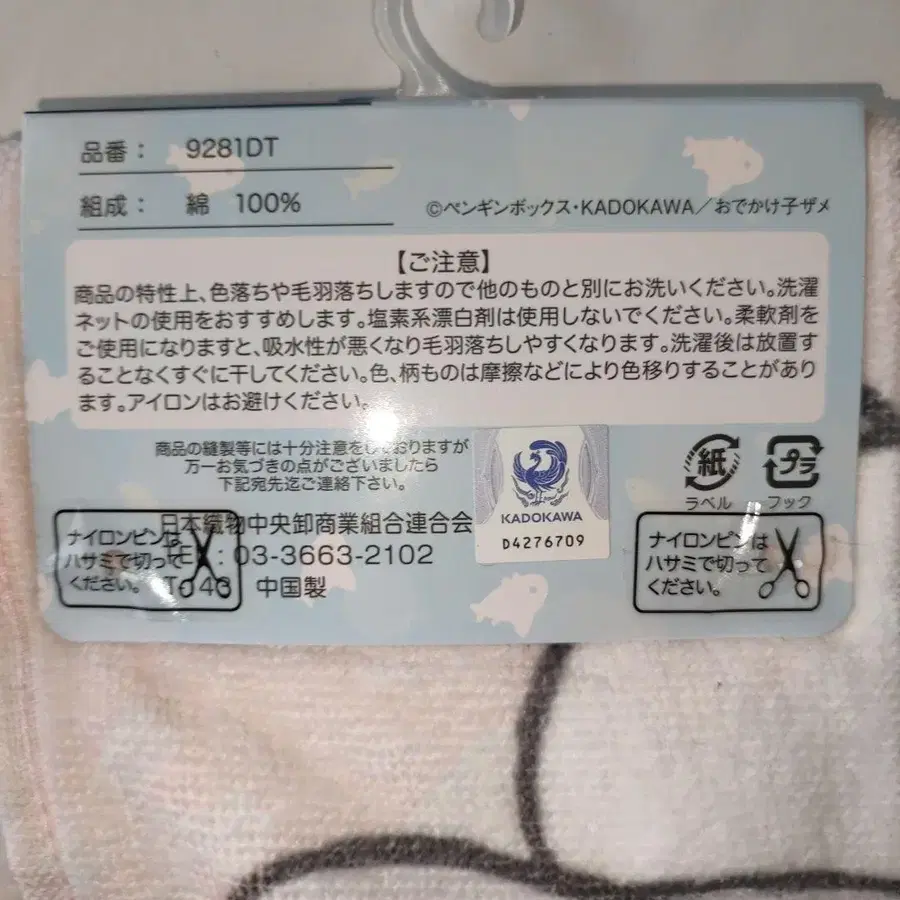 品番： 9281DT
組成： 綿 100%
©ペンギンボックス・KADOKAWA／おでかけ子ザメ
【ご注意】
商品の特性上、色落ちや毛羽落ちしますので他のものと別にお洗いください。洗濯
ネットの使用をおすすめします。塩素系漂白剤は使用しないでください。柔軟剤を
ご使用になりますと、吸水性が悪くなり毛羽落ちしやすくなります。洗濯後は放置す
ることなくすぐに干してください。色、柄ものは摩擦などにより色移りすることがあり
ます。アイロンはお避けください。
商品の縫製等には十分注意をしておりますが
万一お気づきの点がございましたら
下記宛先迄ご連絡下さい。
日本織物中央卸商業組合連合会
TEL：03-3663-2102
中国製
KADOKAWA
D4276709
紙
ラベル
プラ
フック
ナイロンピンは
ハサミで切って
ください。
ナイロンピンは
ハサミで切って
ください。